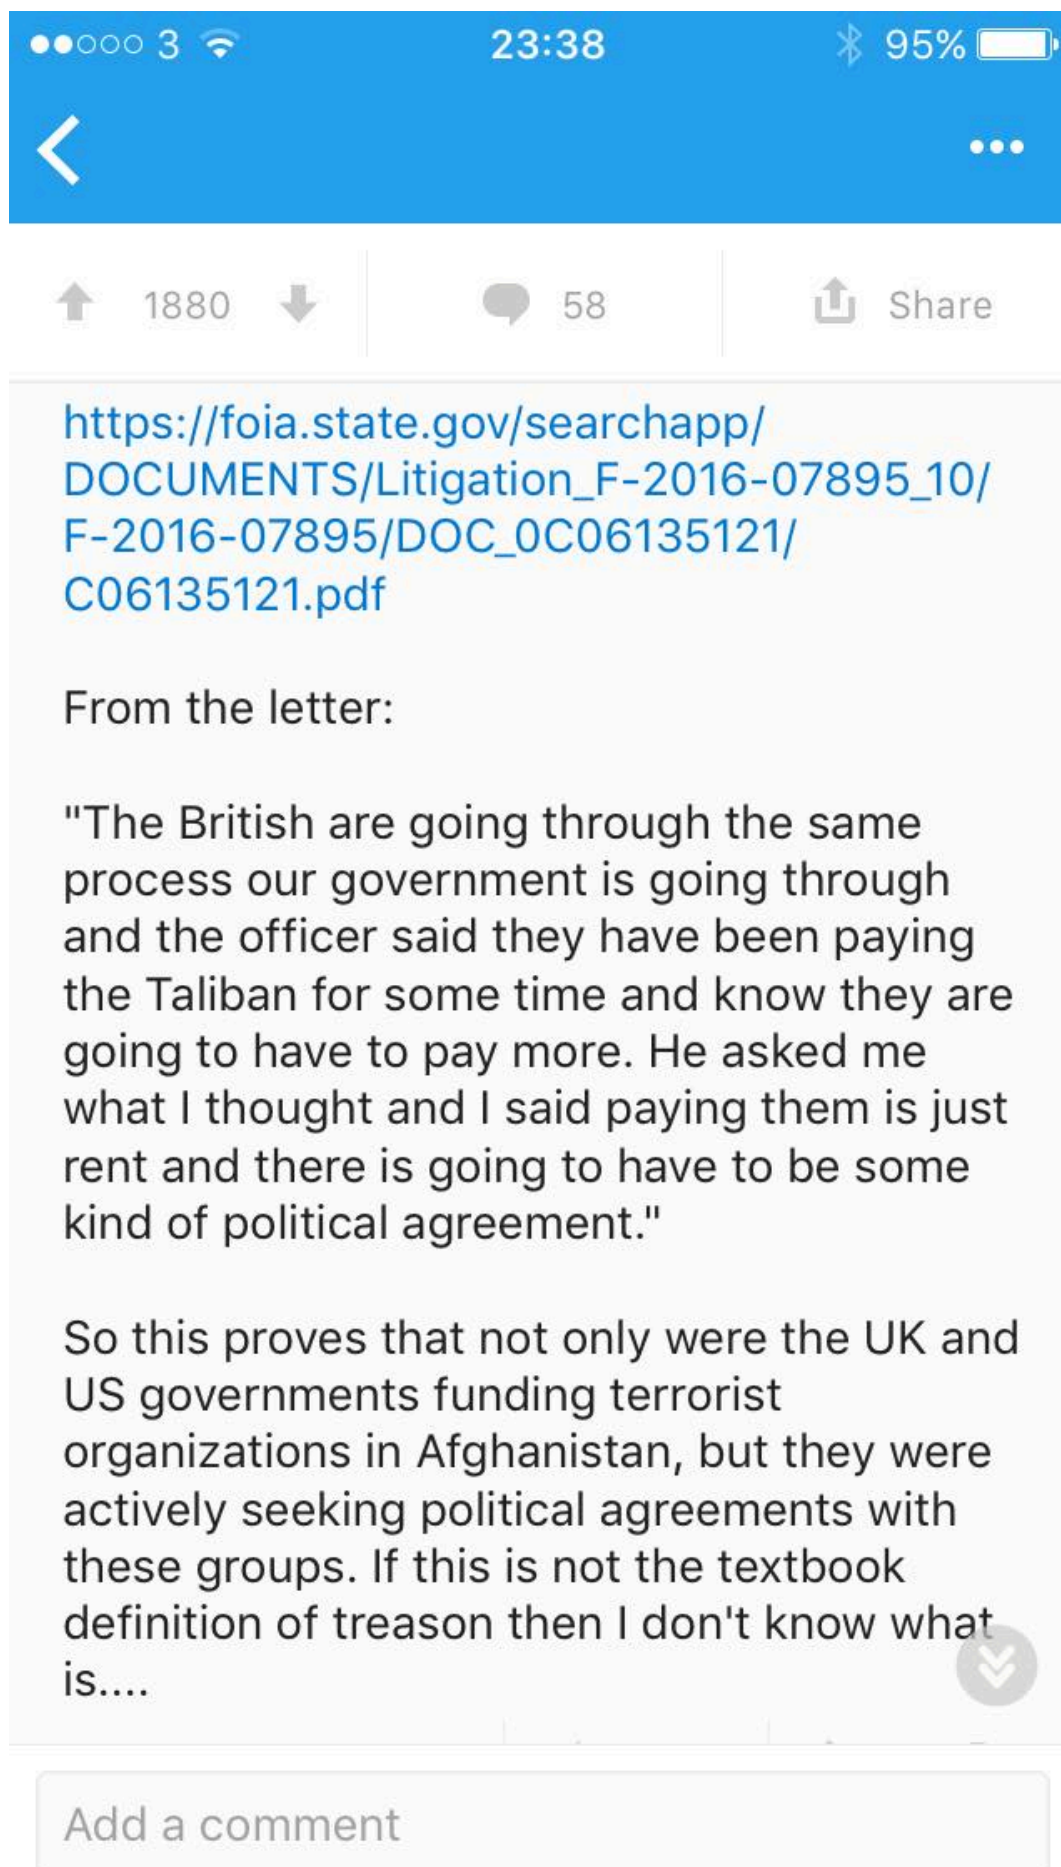 3
23:38
95%
1880
58
Share
https://foia.state.gov/searchapp/
DOCUMENTS/Litigation_F-2016-07895_10/
F-2016-07895/DOC_0C06135121/
C06135121.pdf
From the letter:
"The British are going through the same
process our government is going through
and the officer said they have been paying
the Taliban for some time and know they are
going to have to pay more. He asked me
what I thought and I said paying them is just
rent and there is going to have to be some
kind of political agreement."
So this proves that not only were the UK and
US governments funding terrorist
organizations in Afghanistan, but they were
actively seeking political agreements with
these groups. If this is not the textbook
definition of treason then I don't know what
is....
Add a comment